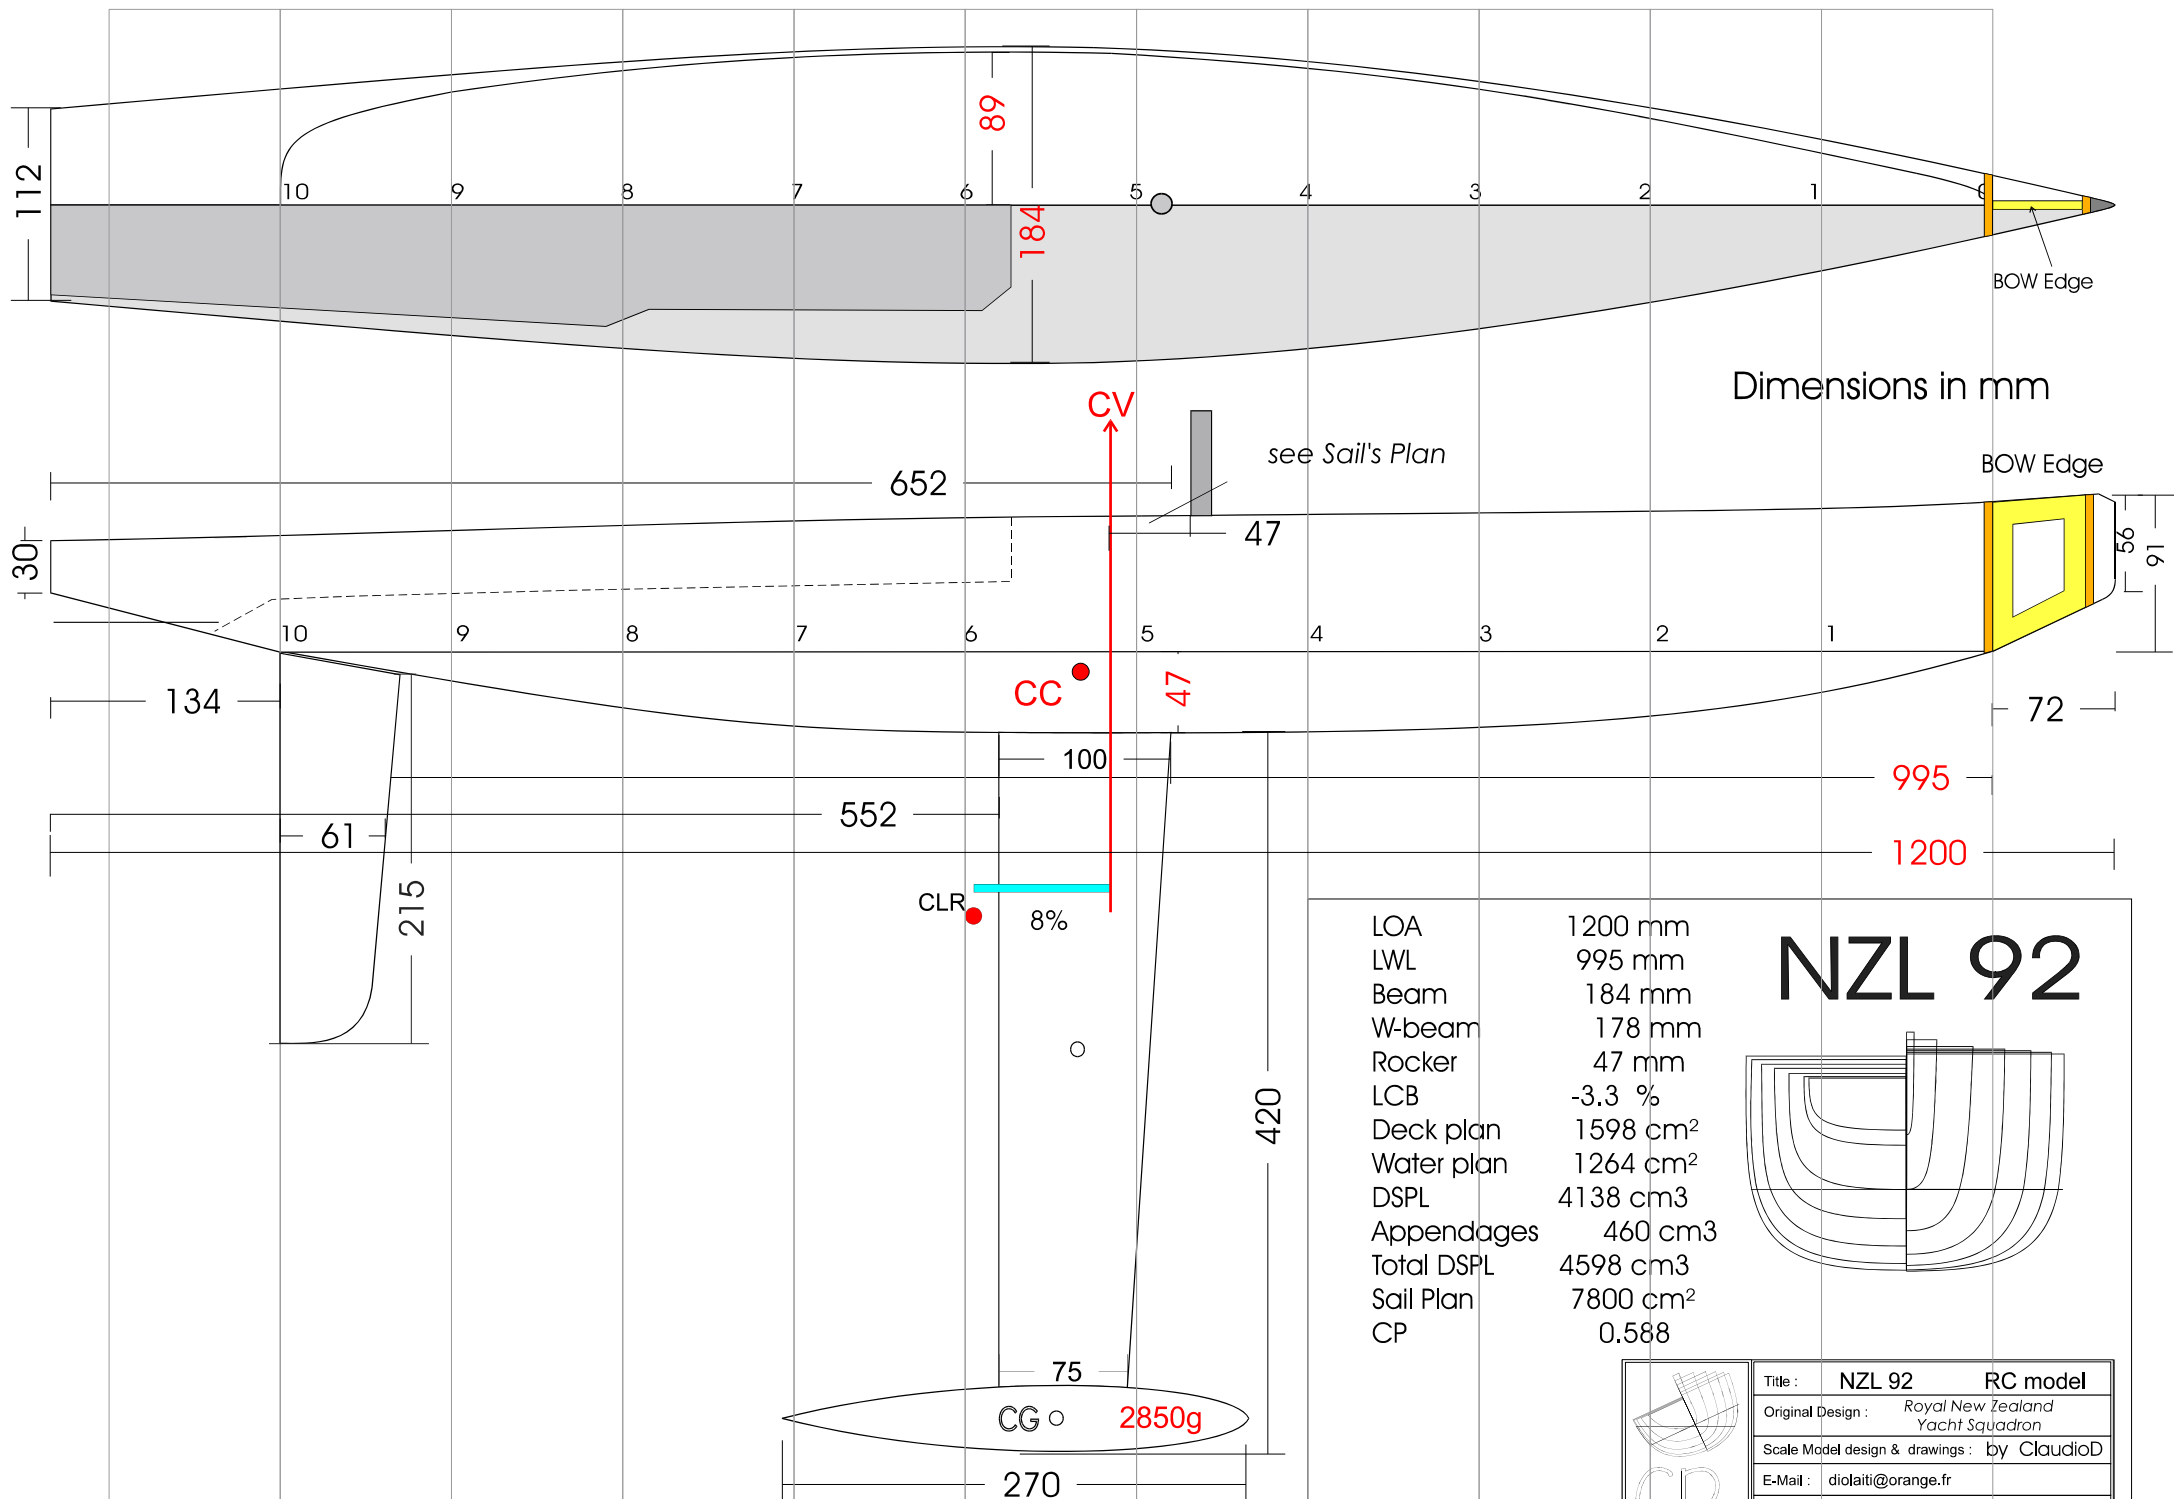 89
112
10 9 8 7 6 5 4 3 2 1
184
BOW Edge
Dimensions in mm
CV
see Sail's Plan
BOW Edge
652
47
30
56
91
10 9 8 7 6 5 4 3 2 1
CC
47
134
72
100
995
552
61
1200
215
CLR
8%
LOA 1200 mm
LWL 995 mm
Beam 184 mm
W-beam 178 mm
Rocker 47 mm
LCB -3.3 %
Deck plan 1598 cm²
Water plan 1264 cm²
DSPL 4138 cm3
Appendages 460 cm3
Total DSPL 4598 cm3
Sail Plan 7800 cm²
CP 0.588
NZL 92
420
75
CG 2850g
270
Title : NZL 92 RC model
Original Design : Royal New Zealand
Yacht Squadron
Scale Model design & drawings : by ClaudioD
E-Mail : diolaiti@orange.fr